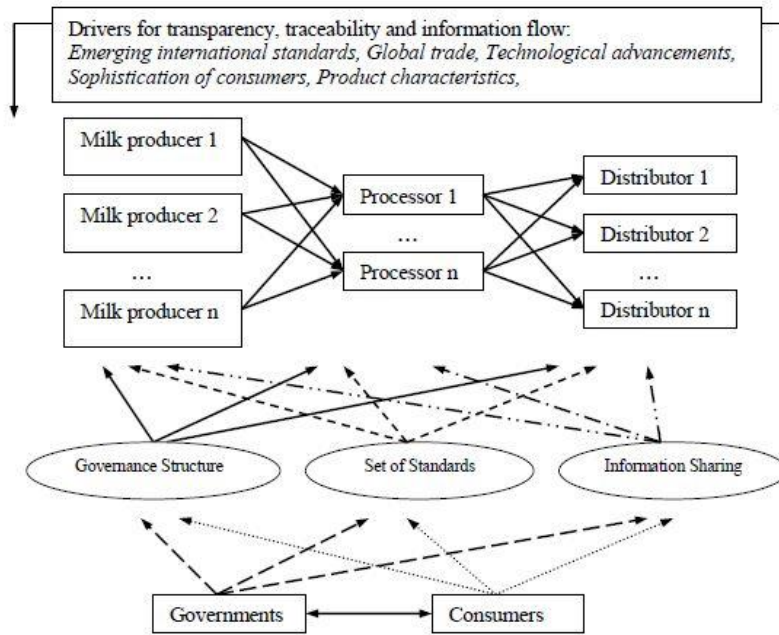 Drivers for transparency, traceability and information flow:
Emerging international standards, Global trade, Technological advancements,
Sophistication of consumers, Product characteristics,
Milk producer 1
Milk producer 2
...
Milk producer n
Processor 1
...
Processor n
Distributor 1
Distributor 2
...
Distributor n
Governance Structure
Set of Standards
Information Sharing
Governments
Consumers